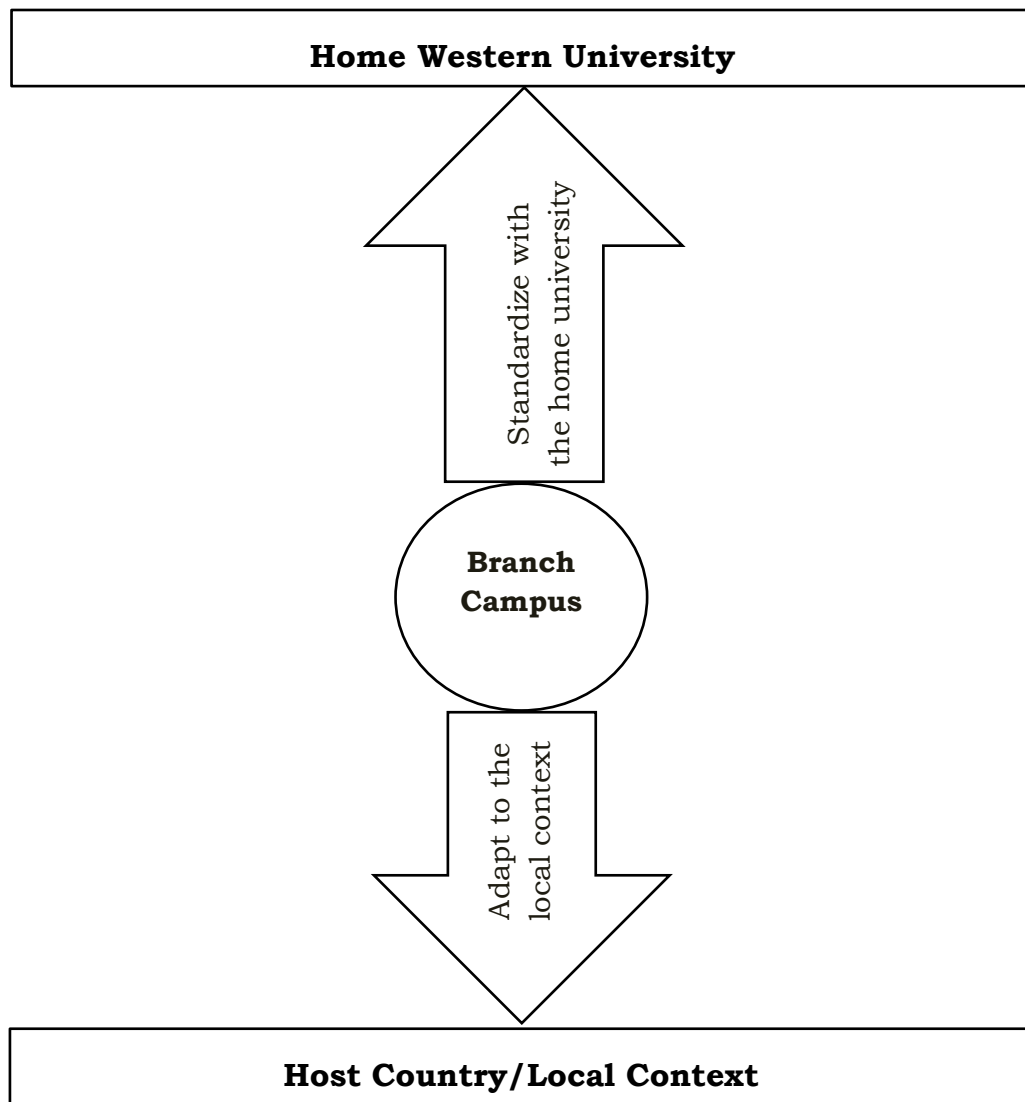 Home Western University
Standardize with
the home university
Branch
Campus
Adapt to the
local context
Host Country/Local Context